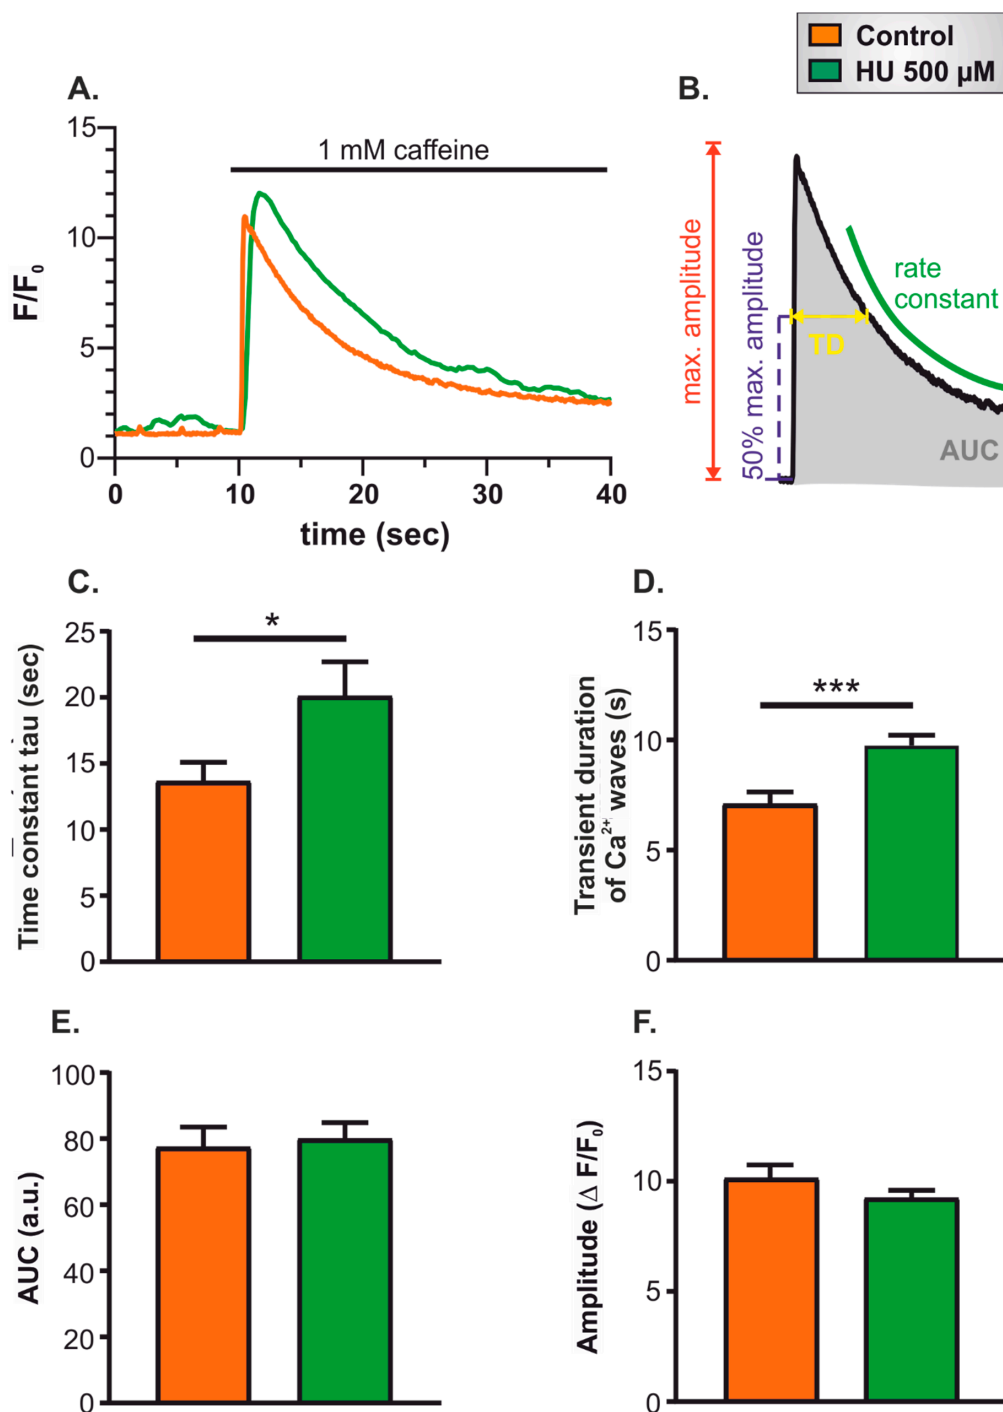 Control
HU 500 µM
A.
B.
1 mM caffeine
15
10
5
0
F/F0
0
10
20
30
40
time (sec)
max. amplitude
50% max. amplitude
TD
rate
constant
AUC
C.
D.
*
25
20
15
10
5
0
Time constant tau (sec)
***
15
10
5
0
Transient duration
of Ca2+ waves (s)
E.
F.
100
80
60
40
20
0
AUC (a.u.)
15
10
5
0
Amplitude (Δ F/F0)